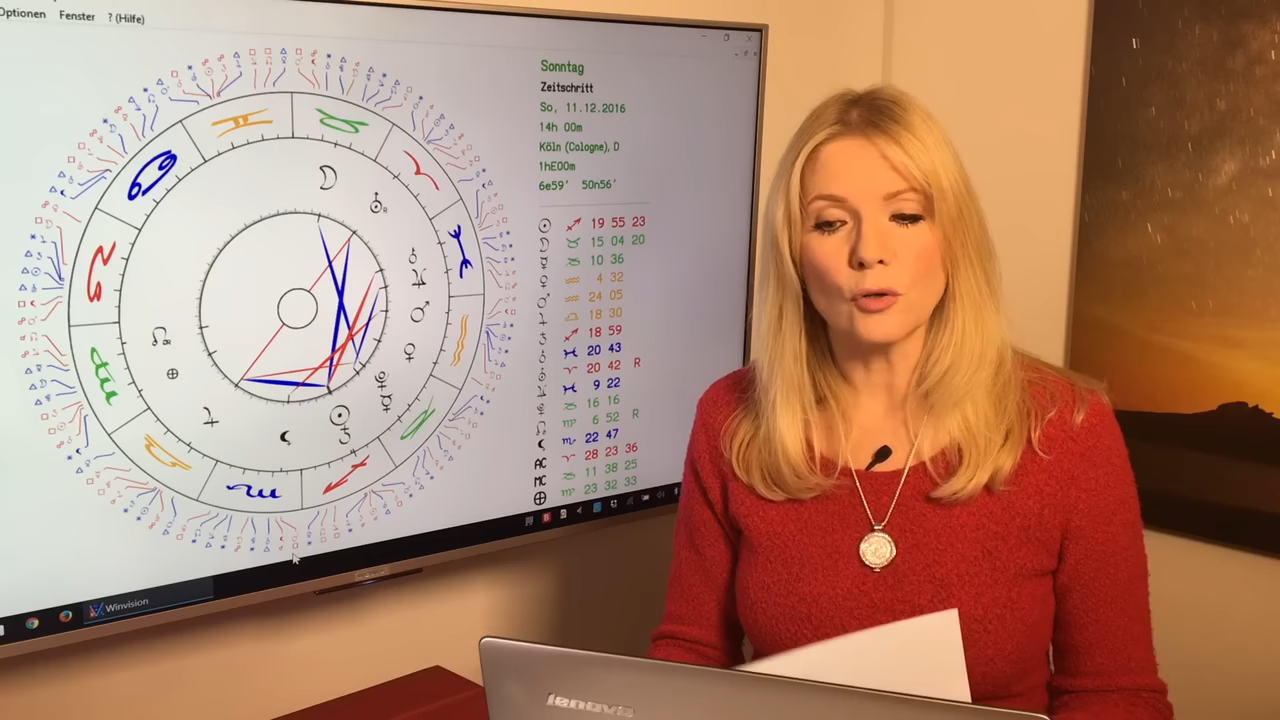 Optionen Fenster ? (Hilfe)
Sonntag
Zeitschritt
So, 11.12.2016
14h 00m
Köln (Cologne), D
1hE00m
6e59' 50n56'
19 55 23
15 04 20
10 36
4 32
24 05
18 30
18 59
20 43
20 42 R
9 22
16 16
6 52 R
22 47
AC 28 23 36
MC 11 38 25
23 32 33
Winvision
lenovo